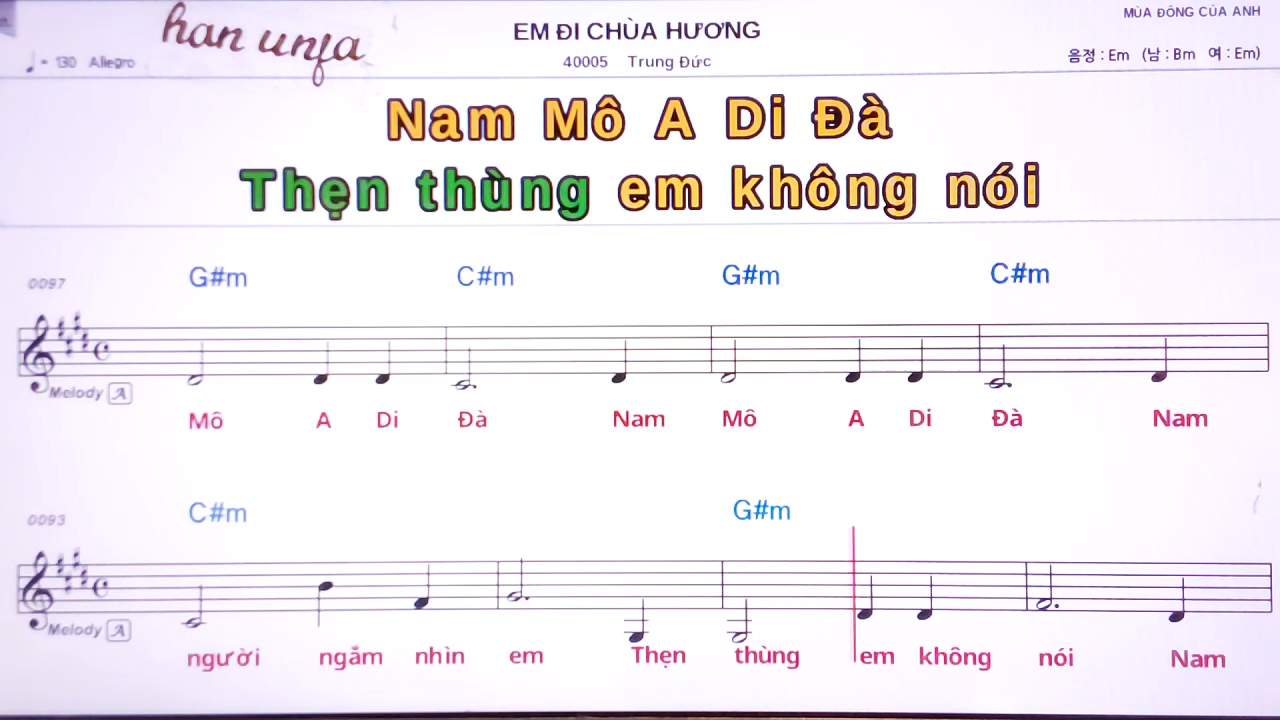 MÙA ĐÔNG CỦA ANH
han unfa
EM ĐI CHÙA HƯƠNG
♩ = 130 Allegro
40005 Trung Đức
음정 : Em (남 : Bm 여 : Em)
Nam Mô A Di Đà
Thẹn thùng em không nói
0097 G#m C#m G#m C#m
Melody A
Mô A Di Đà Nam Mô A Di Đà Nam
0093 C#m G#m
Melody A
người ngắm nhìn em Thẹn thùng em không nói Nam